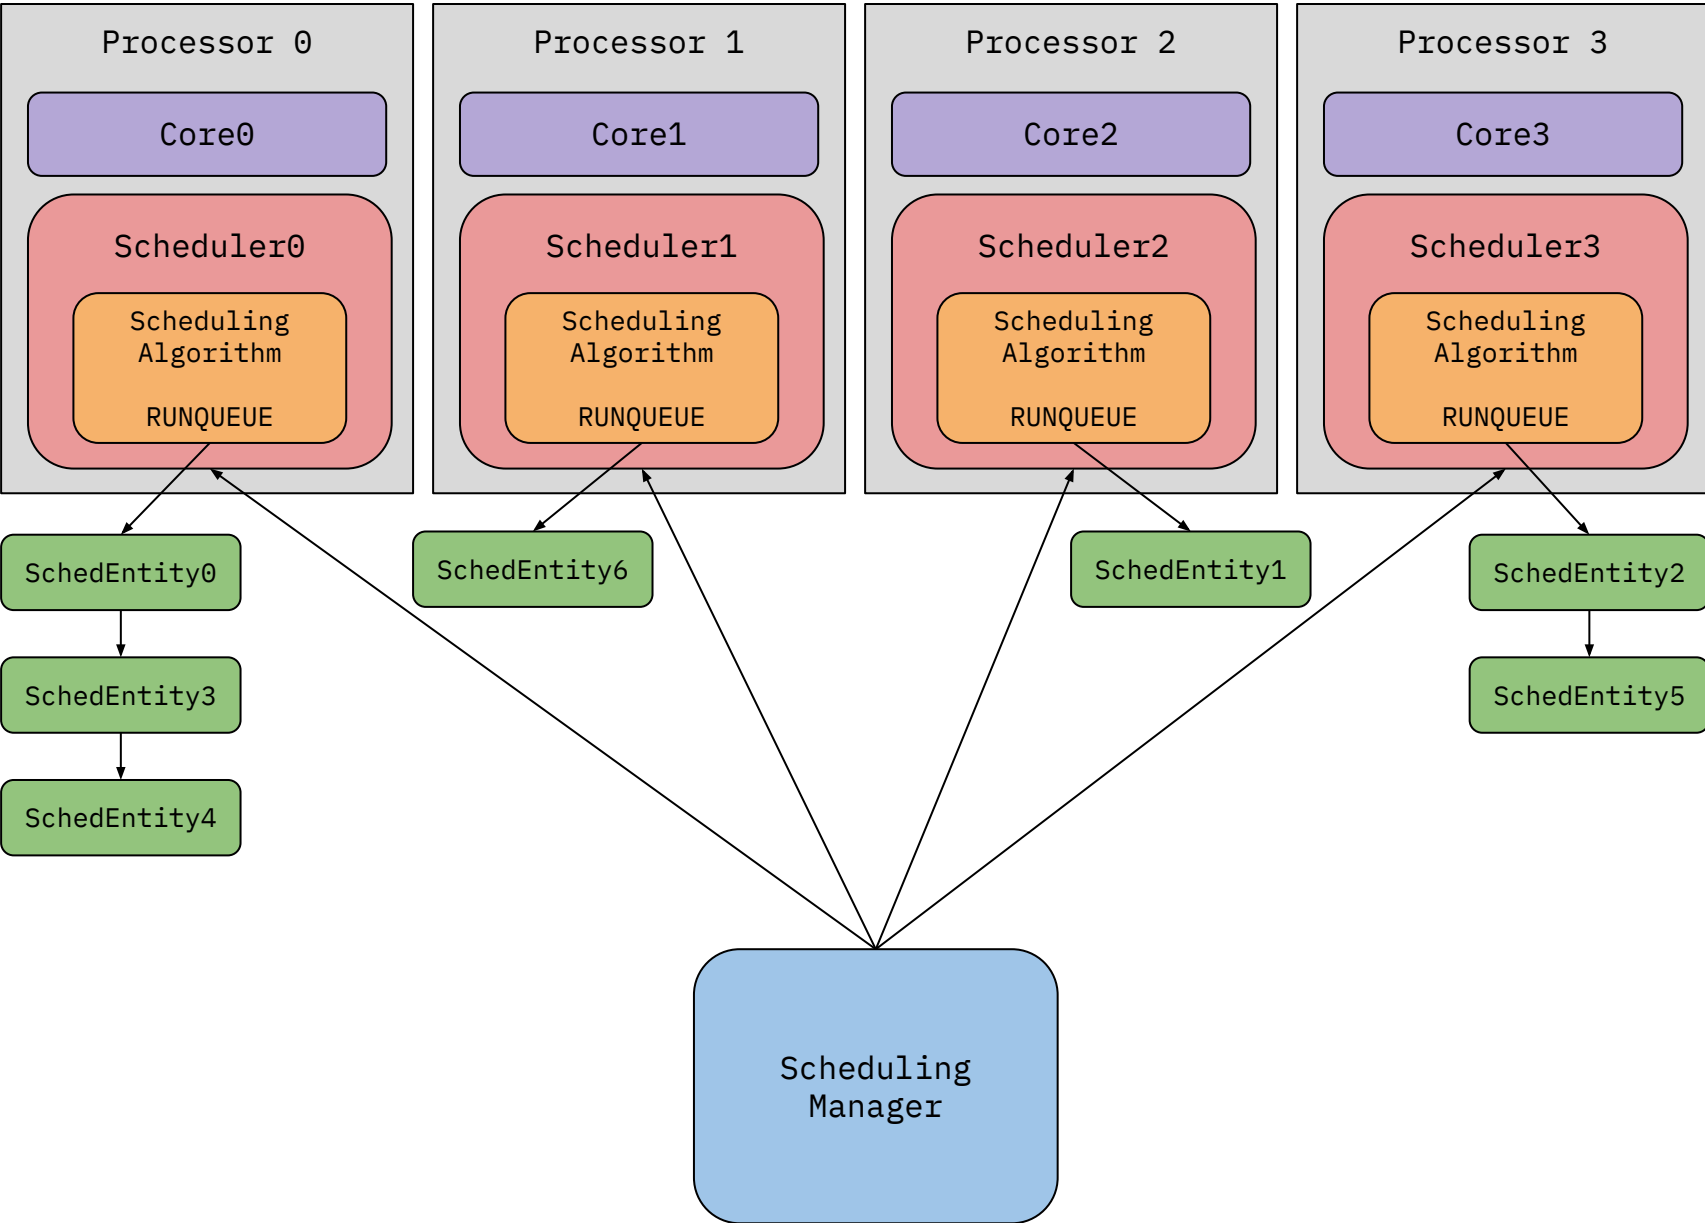 Processor 0
Processor 1
Processor 2
Processor 3
Core0
Core1
Core2
Core3
Scheduler0
Scheduler1
Scheduler2
Scheduler3
Scheduling
Algorithm
RUNQUEUE
Scheduling
Algorithm
RUNQUEUE
Scheduling
Algorithm
RUNQUEUE
Scheduling
Algorithm
RUNQUEUE
SchedEntity0
SchedEntity6
SchedEntity1
SchedEntity2
SchedEntity3
SchedEntity5
SchedEntity4
Scheduling
Manager